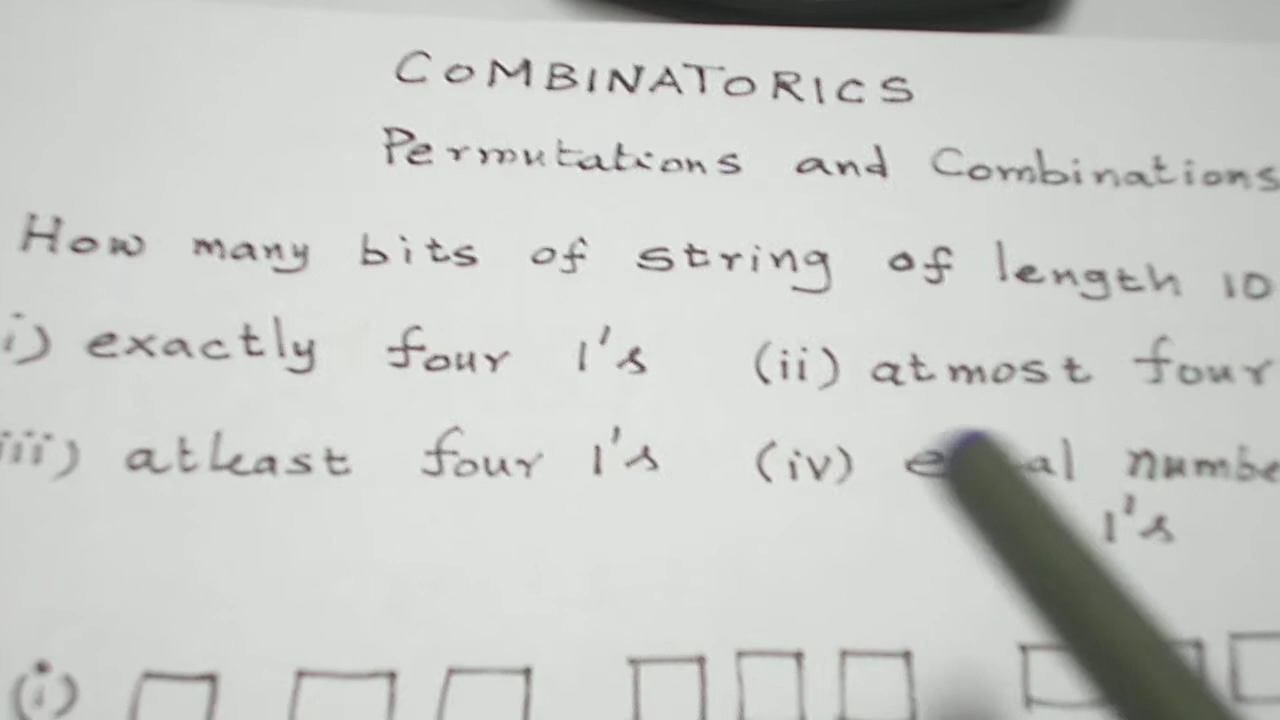 COMBINATORICS
Permutations and Combinations
How many bits of string of length 10
i) exactly four 1's (ii) atmost four
iii) atleast four 1's (iv)
1's
(i)